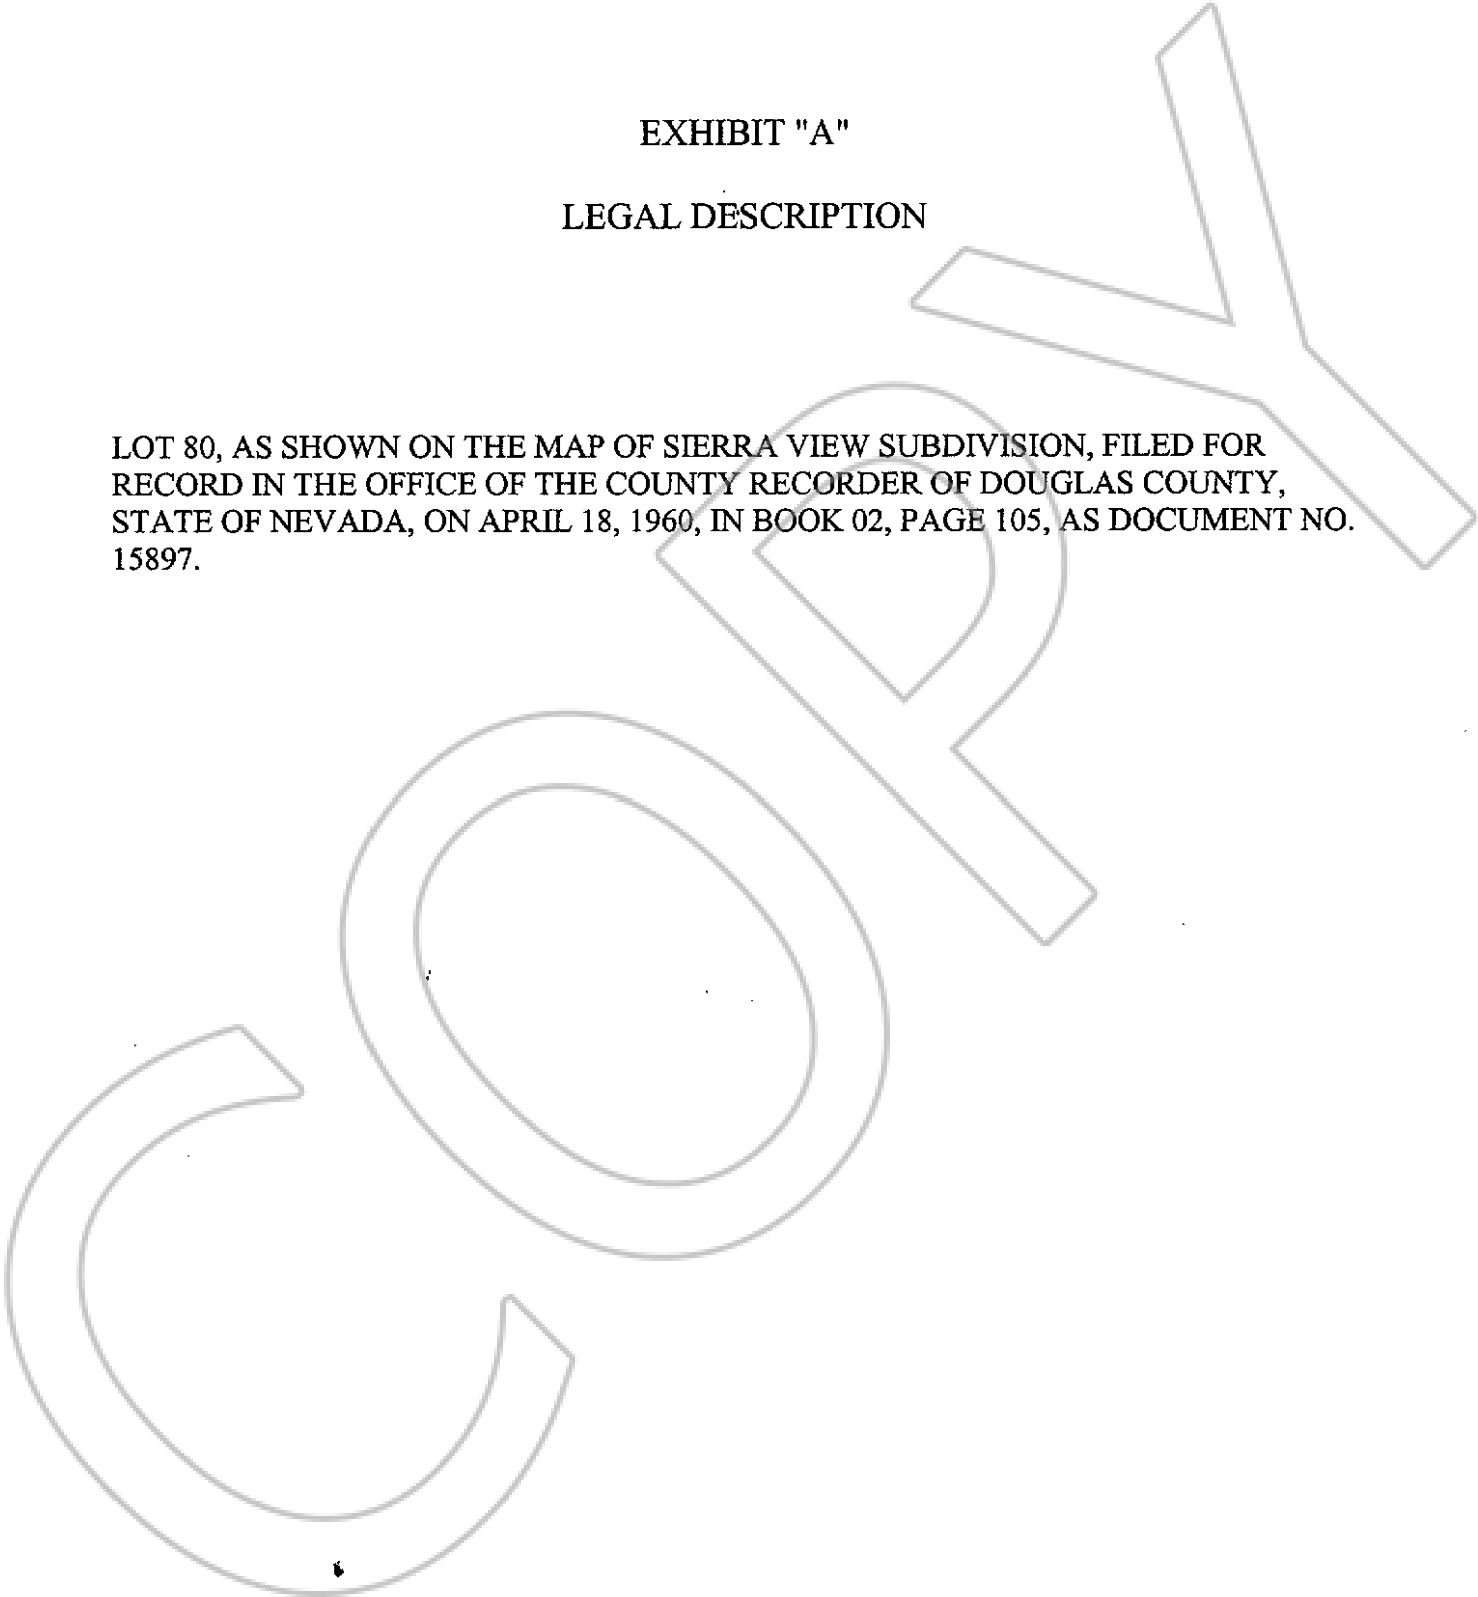 EXHIBIT "A"
LEGAL DESCRIPTION
LOT 80, AS SHOWN ON THE MAP OF SIERRA VIEW SUBDIVISION, FILED FOR
RECORD IN THE OFFICE OF THE COUNTY RECORDER OF DOUGLAS COUNTY,
STATE OF NEVADA, ON APRIL 18, 1960, IN BOOK 02, PAGE 105, AS DOCUMENT NO.
15897.
COPY